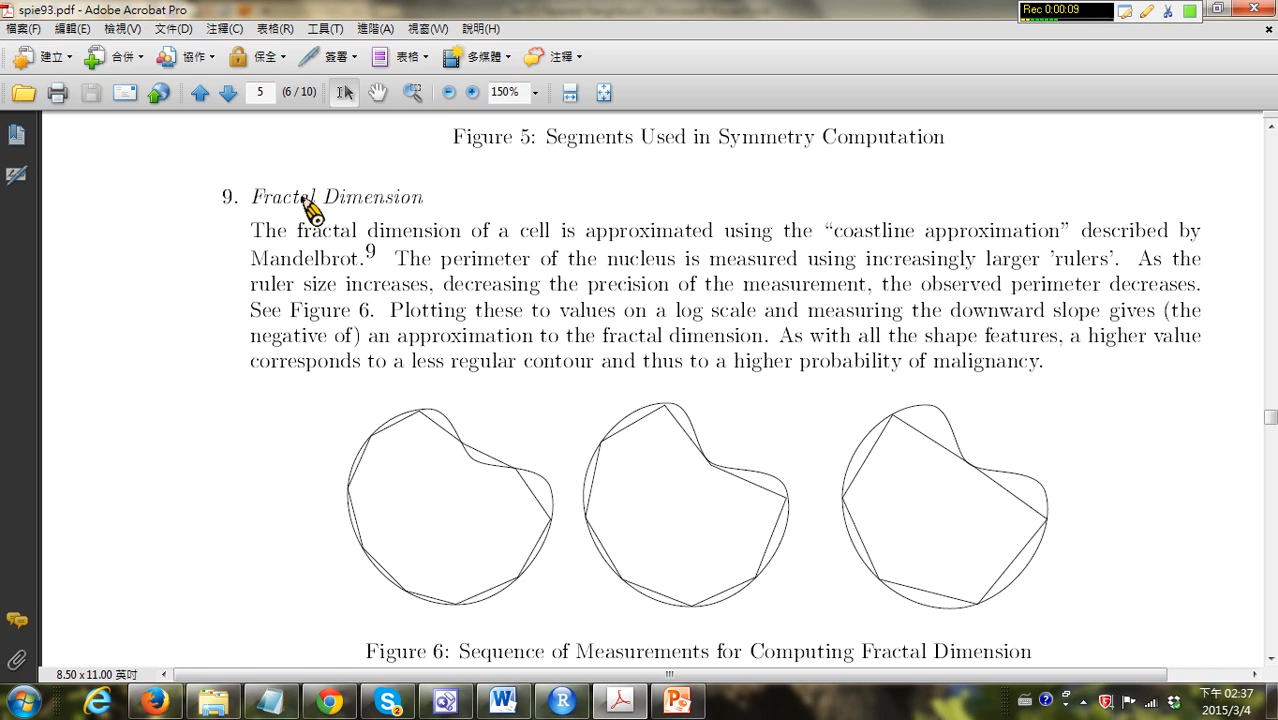 spie93.pdf - Adobe Acrobat Pro
Rec 0:00:09
檔案(F) 編輯(E) 檢視(V) 文件(D) 注釋(C) 表格(R) 工具(T) 進階(A) 視窗(W) 說明(H)
建立 合併 協作 保全 簽署 表格 多媒體 注釋
5 (6 / 10) 150%
Figure 5: Segments Used in Symmetry Computation
9. Fractal Dimension
The fractal dimension of a cell is approximated using the “coastline approximation” described by
Mandelbrot.9 The perimeter of the nucleus is measured using increasingly larger 'rulers'. As the
ruler size increases, decreasing the precision of the measurement, the observed perimeter decreases.
See Figure 6. Plotting these to values on a log scale and measuring the downward slope gives (the
negative of) an approximation to the fractal dimension. As with all the shape features, a higher value
corresponds to a less regular contour and thus to a higher probability of malignancy.
Figure 6: Sequence of Measurements for Computing Fractal Dimension
8.50 x 11.00 英吋
下午 02:37
2015/3/4